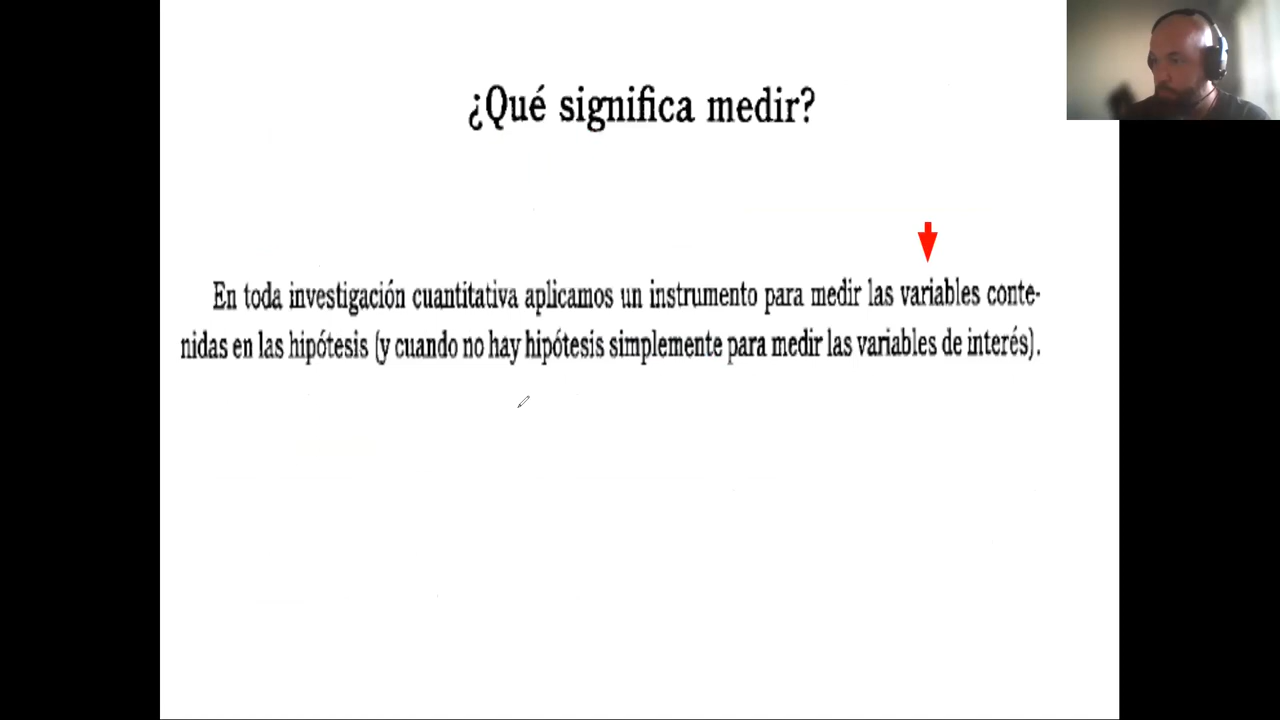 ¿Qué significa medir?
En toda investigación cuantitativa aplicamos un instrumento para medir las variables conte-
nidas en las hipótesis (y cuando no hay hipótesis simplemente para medir las variables de interés).